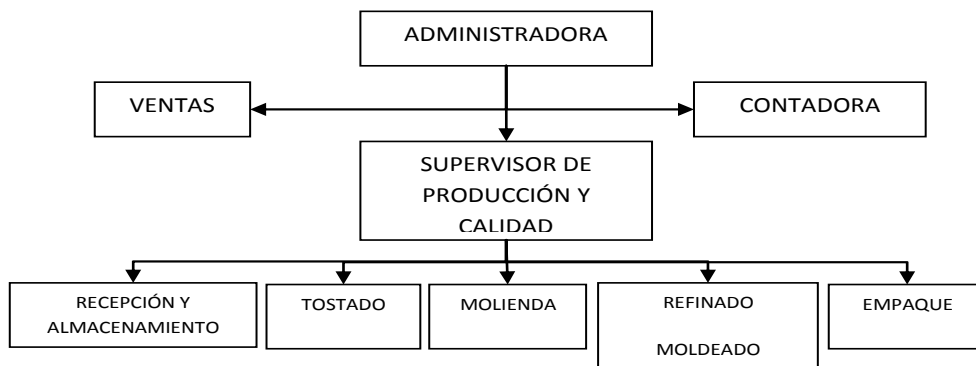 ADMINISTRADORA
VENTAS
CONTADORA
SUPERVISOR DE
PRODUCCIÓN Y
CALIDAD
RECEPCIÓN Y
ALMACENAMIENTO
TOSTADO
MOLIENDA
REFINADO
MOLDEADO
EMPAQUE